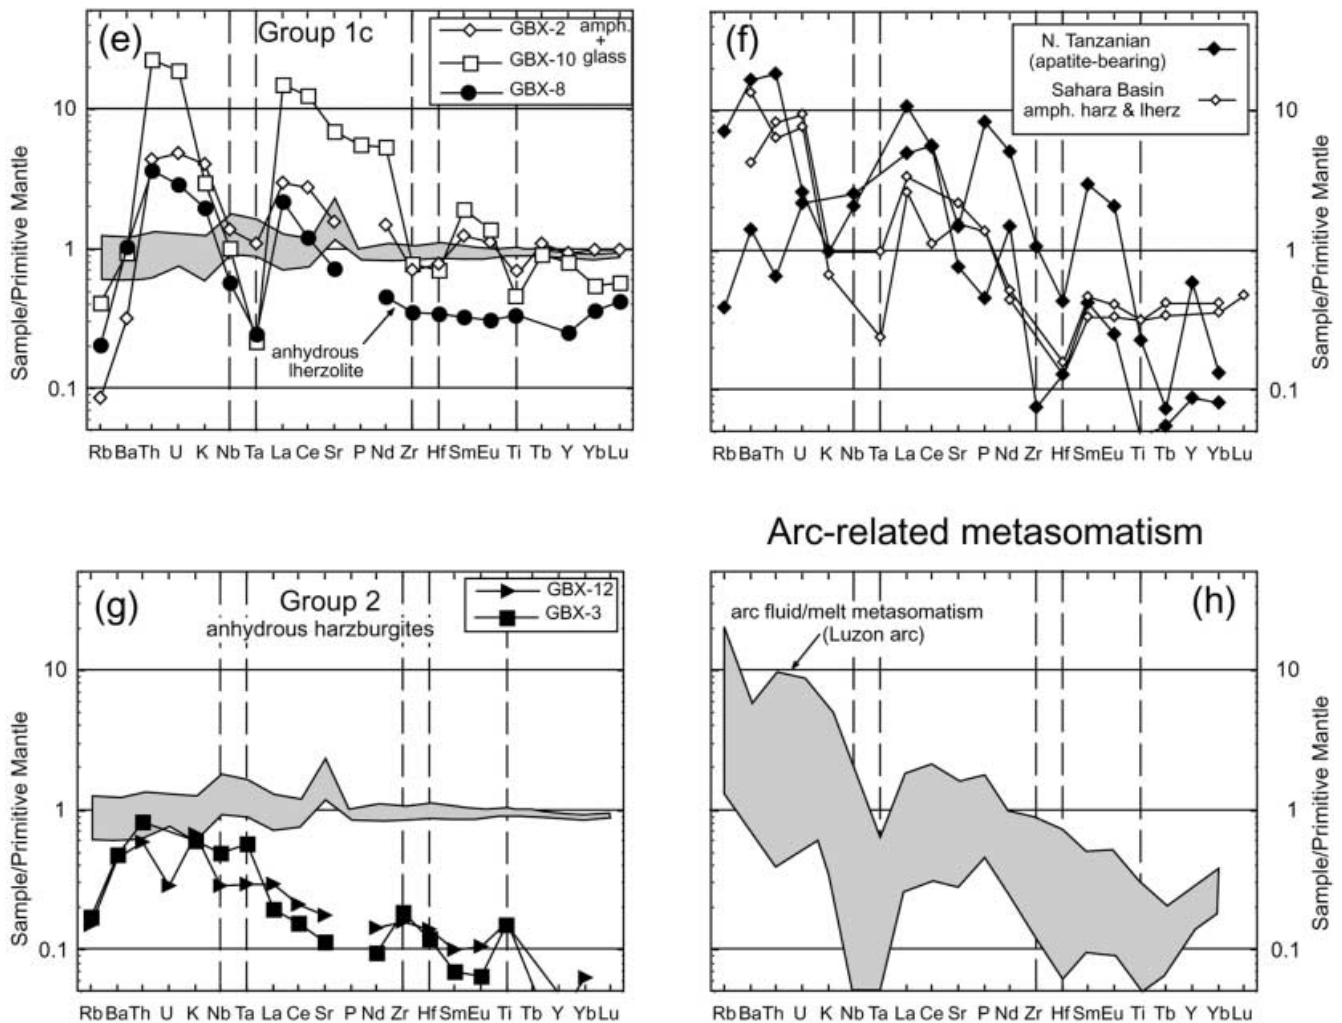 (e)
Group 1c
GBX-2 amph.
+
GBX-10 glass
GBX-8
10
1
0.1
Sample/Primitive Mantle
anhydrous
lherzolite
Rb Ba Th U K Nb Ta La Ce Sr P Nd Zr Hf Sm Eu Ti Tb Y Yb Lu
(f)
N. Tanzanian
(apatite-bearing)
Sahara Basin
amph. harz & lherz
10
1
0.1
Sample/Primitive Mantle
Rb Ba Th U K Nb Ta La Ce Sr P Nd Zr Hf Sm Eu Ti Tb Y Yb Lu
(g)
Group 2
anhydrous harzburgites
GBX-12
GBX-3
10
1
0.1
Sample/Primitive Mantle
Rb Ba Th U K Nb Ta La Ce Sr P Nd Zr Hf Sm Eu Ti Tb Y Yb Lu
Arc-related metasomatism
(h)
arc fluid/melt metasomatism
(Luzon arc)
10
1
0.1
Sample/Primitive Mantle
Rb Ba Th U K Nb Ta La Ce Sr P Nd Zr Hf Sm Eu Ti Tb Y Yb Lu